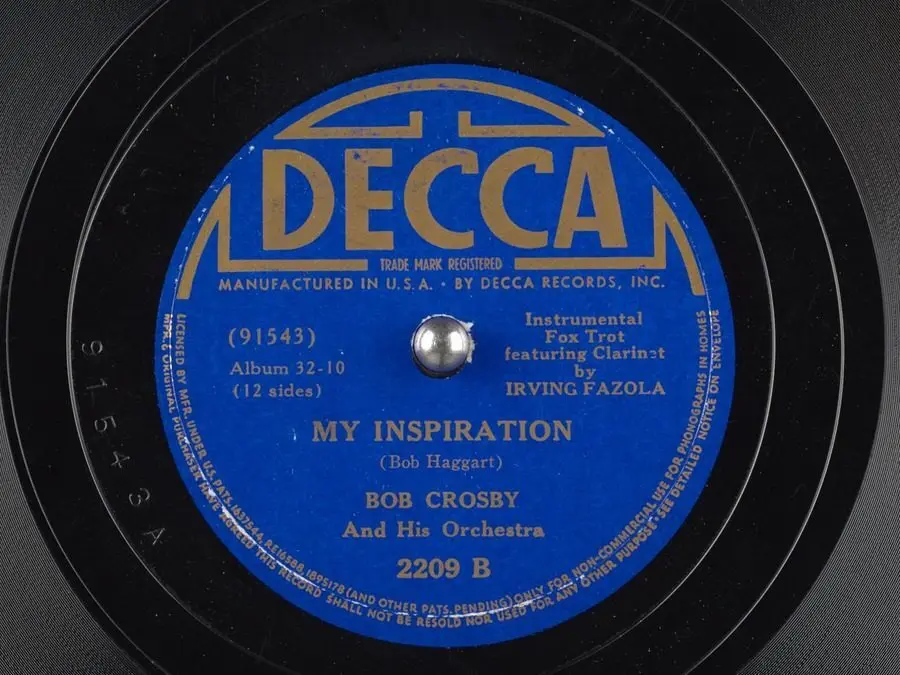 DECCA
TRADE MARK REGISTERED
MANUFACTURED IN U.S.A. • BY DECCA RECORDS, INC.
(91543)
Album 32-10
(12 sides)
Instrumental
Fox Trot
featuring Clarinet
by
IRVING FAZOLA
MY INSPIRATION
(Bob Haggart)
BOB CROSBY
And His Orchestra
2209 B
LICENSED BY MFR. UNDER U.S. PATS. 1637544, RE16588, 1895178 (AND OTHER PATS. PENDING) ONLY FOR NON-COMMERCIAL USE FOR PHONOGRAPHS IN HOMES
MFR. & ORIGINAL PURCHASER HAVE AGREED THIS RECORD SHALL NOT BE RESOLD NOR USED FOR ANY OTHER PURPOSE • SEE DETAILED NOTICE ON ENVELOPE
91543A